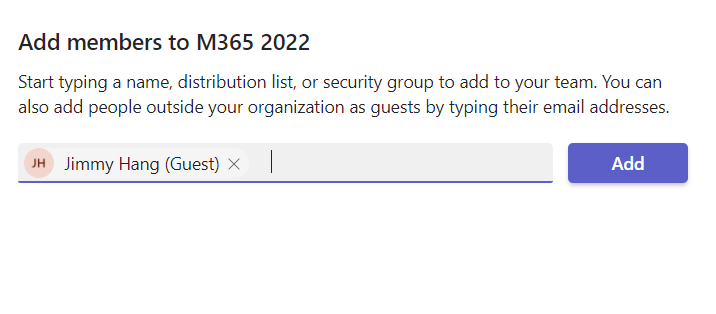 Add members to M365 2022
Start typing a name, distribution list, or security group to add to your team. You can
also add people outside your organization as guests by typing their email addresses.
JH Jimmy Hang (Guest)
Add